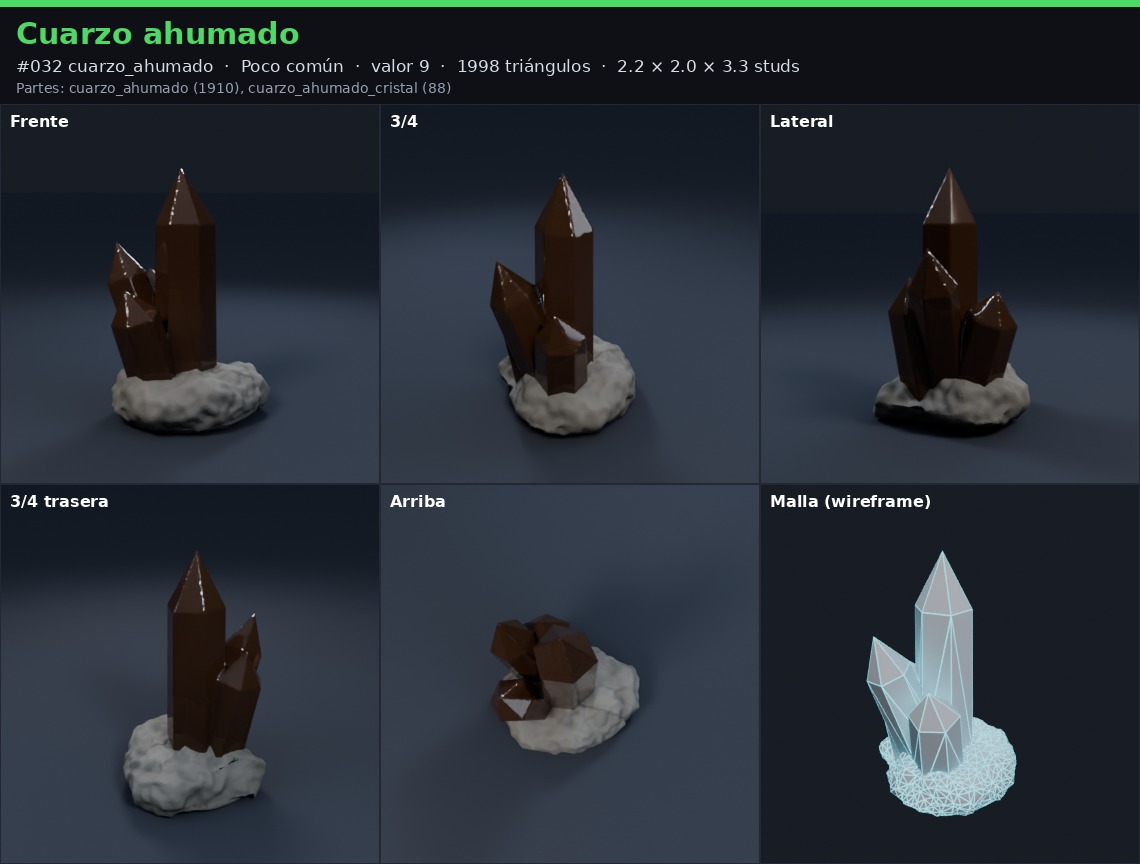 Cuarzo ahumado
#032 cuarzo_ahumado · Poco común · valor 9 · 1998 triángulos · 2.2 × 2.0 × 3.3 studs
Partes: cuarzo_ahumado (1910), cuarzo_ahumado_cristal (88)
Frente
3/4
Lateral
3/4 trasera
Arriba
Malla (wireframe)